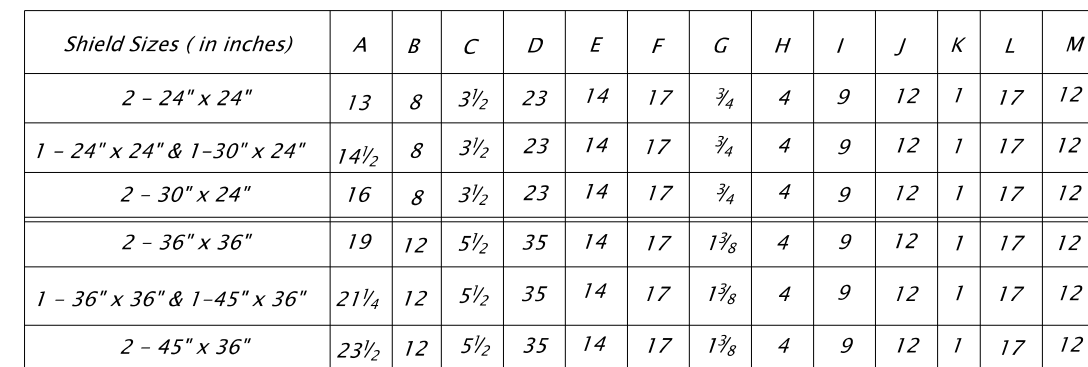 Shield Sizes ( in inches) A B C D E F G H I J K L M
2 – 24" x 24" 13 8 3½ 23 14 17 ¾ 4 9 12 1 17 12
1 – 24" x 24" & 1–30" x 24" 14½ 8 3½ 23 14 17 ¾ 4 9 12 1 17 12
2 – 30" x 24" 16 8 3½ 23 14 17 ¾ 4 9 12 1 17 12
2 – 36" x 36" 19 12 5½ 35 14 17 1⅜ 4 9 12 1 17 12
1 – 36" x 36" & 1–45" x 36" 21¼ 12 5½ 35 14 17 1⅜ 4 9 12 1 17 12
2 – 45" x 36" 23½ 12 5½ 35 14 17 1⅜ 4 9 12 1 17 12